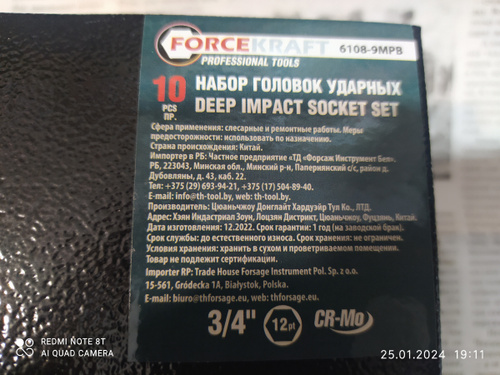 FORCEKRAFT
6108-9MPB
PROFESSIONAL TOOLS
10
PCS
ПР.
НАБОР ГОЛОВОК УДАРНЫХ
DEEP IMPACT SOCKET SET
Сфера применения: слесарные и ремонтные работы. Меры
предосторожности: использовать по назначению.
Страна происхождения: Китай.
Импортер в РБ: Частное предприятие «ТД «Форсаж Инструмент Бел».
РБ, 223043, Минская обл., Минский р-н, Папернянский с/с, район д.
Дубовляны, д. 43, каб. 22.
Тел: +375 (29) 693-94-21, +375 (17) 504-89-40.
E-mail: info@th-tool.by, web: th-tool.by.
Производитель: Цюаньчжоу Донглайт Хардуэйр Тул Ко., ЛТД.
Адрес: Хэян Индастриал Зоун, Лоцзян Дистрикт, Цюаньчжоу, Фуцзянь, Китай.
Дата изготовления: 12.2022. Срок гарантии: 1 год (на заводской брак).
Срок службы: до естественного износа. Срок хранения: не ограничен.
Условия хранения: хранить в сухом и проветриваемом помещении.
Товар не подлежит сертификации.
Importer RP: Trade House Forsage Instrument Pol. Sp. z o.o.
15-561, Gródecka 1A, Białystok, Polska.
E-mail: biuro@thforsage.eu, web: thforsage.eu.
3/4" 12pt CR-Mo
REDMI NOTE 8T
AI QUAD CAMERA
25.01.2024 19:11